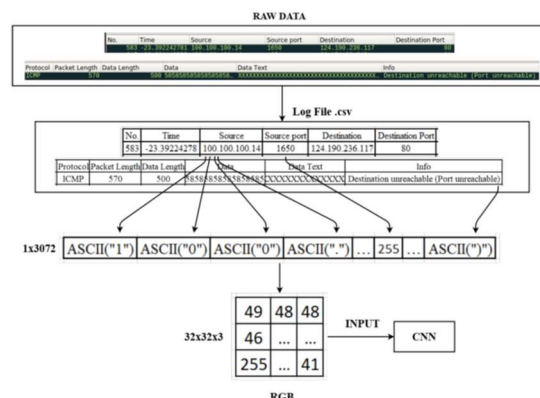 RAW DATA
No. Time Source Source port Destination Destination Port
583 -23.392242781 100.100.100.14 1650 124.190.236.117 80
Protocol Packet Length Data Length Data Data Text Info
ICMP 570 500 Destination unreachable (Port unreachable)
Log File .csv
No. Time Source Source port Destination Destination Port
583 -23.39224278 100.100.100.14 1650 124.190.236.117 80
Protocol Packet Length Data Length Data Data Text Info
ICMP 570 500 Destination unreachable (Port unreachable)
1x3072 ASCII("1") ASCII("0") ASCII("0") ASCII(".") ... 255 ... ASCII(")")
49 48 48
32x32x3 46 ... ... INPUT CNN
255 ... 41
RGB